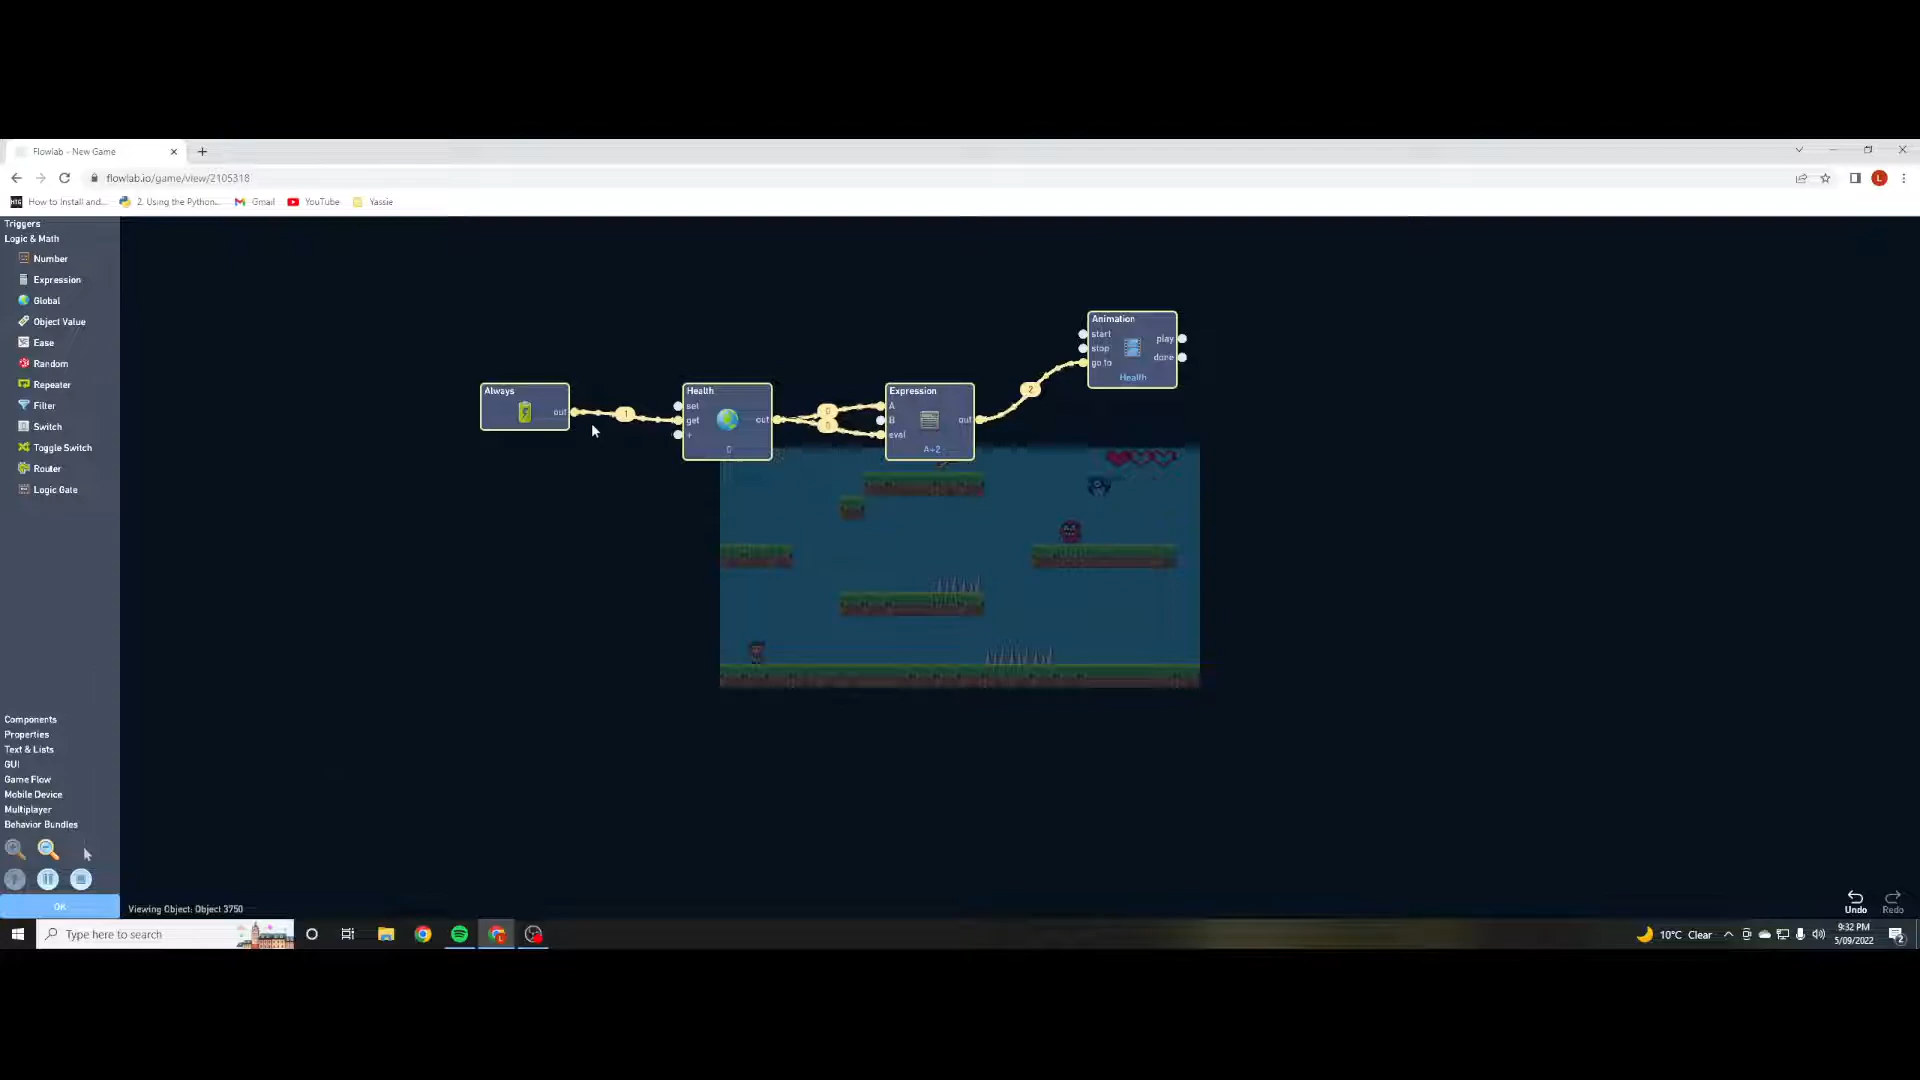 Flowlab - New Game
flowlab.io/game/view/2105318
How to Install and...
2. Using the Python...
Gmail
YouTube
Yassie
L
Triggers
Logic & Math
Number
Expression
Global
Object Value
Ease
Random
Repeater
Filter
Switch
Toggle Switch
Router
Logic Gate
Components
Properties
Text & Lists
GUI
Game Flow
Mobile Device
Multiplayer
Behavior Bundles
OK
Always
out
1
Health
set
get
+
out
0
0
0
Expression
A
B
eval
out
A+2
2
Animation
start
stop
go to
play
done
Health
Viewing Object: Object 3750
Undo
Redo
Type here to search
10°C Clear
9:32 PM
5/09/2022
2